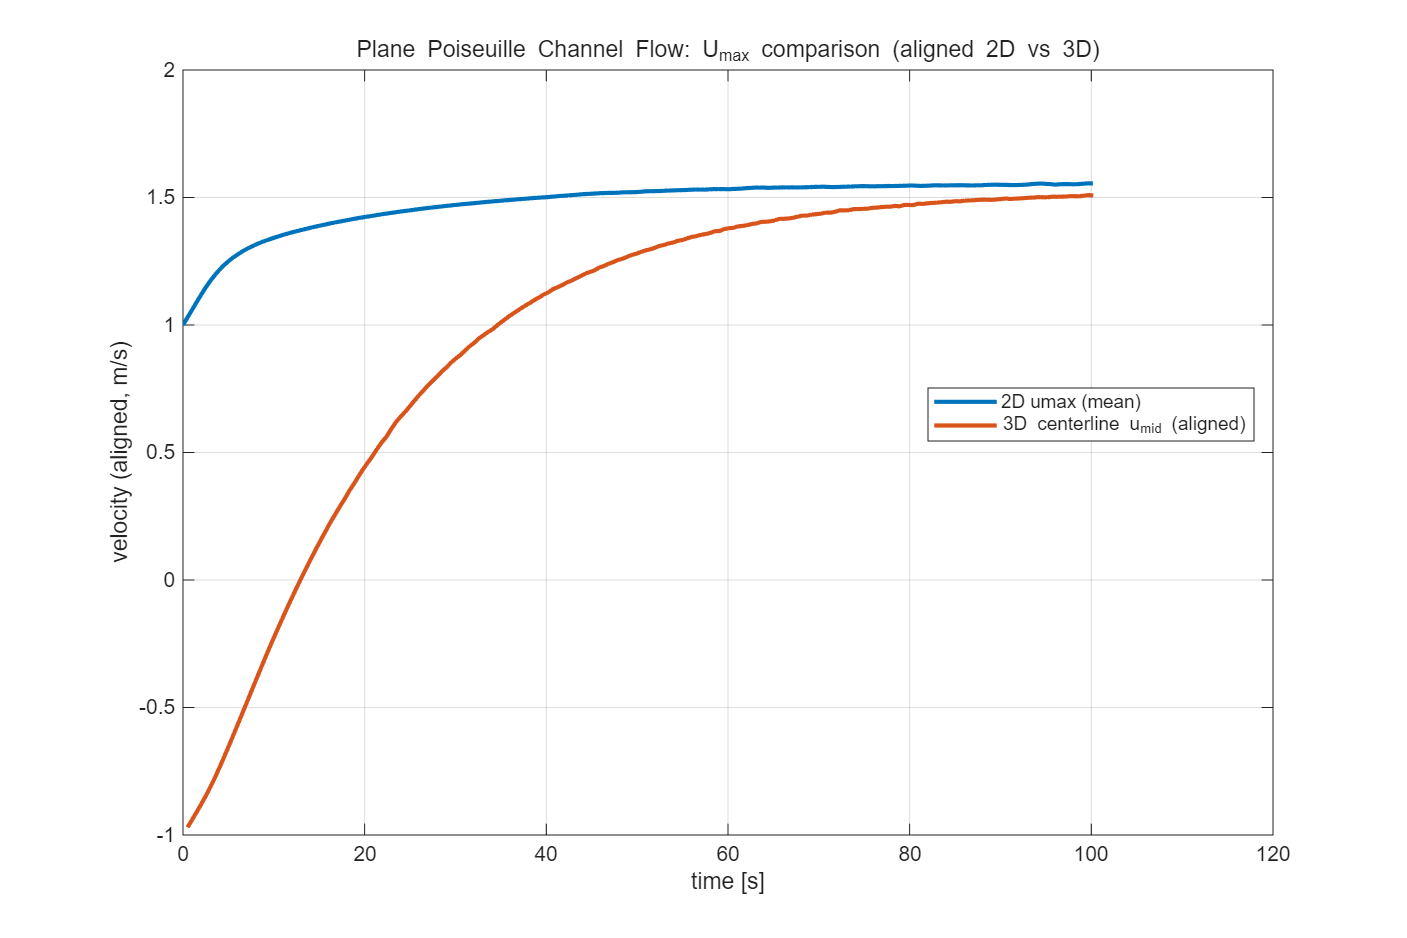 Plane Poiseuille Channel Flow: Umax comparison (aligned 2D vs 3D)
2
1.5
1
0.5
0
-0.5
-1
velocity (aligned, m/s)
2D umax (mean)
3D centerline umid (aligned)
0 20 40 60 80 100 120
time [s]